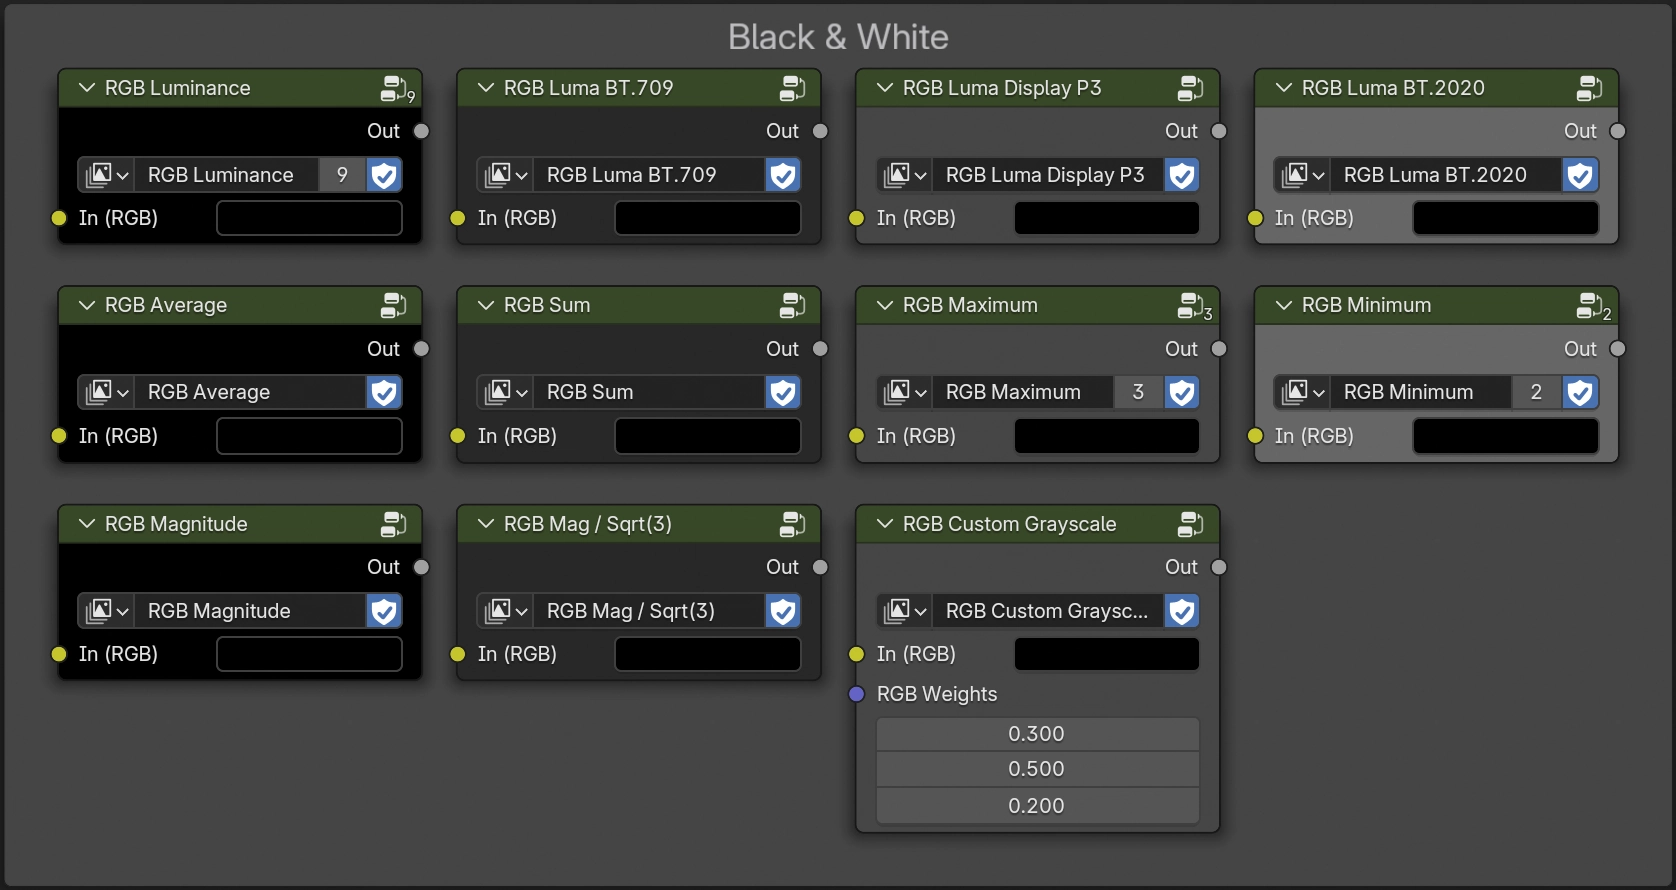 Black & White
RGB Luminance 9
Out
RGB Luminance 9
In (RGB)
RGB Luma BT.709
Out
RGB Luma BT.709
In (RGB)
RGB Luma Display P3
Out
RGB Luma Display P3
In (RGB)
RGB Luma BT.2020
Out
RGB Luma BT.2020
In (RGB)
RGB Average
Out
RGB Average
In (RGB)
RGB Sum
Out
RGB Sum
In (RGB)
RGB Maximum 3
Out
RGB Maximum 3
In (RGB)
RGB Minimum 2
Out
RGB Minimum 2
In (RGB)
RGB Magnitude
Out
RGB Magnitude
In (RGB)
RGB Mag / Sqrt(3)
Out
RGB Mag / Sqrt(3)
In (RGB)
RGB Custom Grayscale
Out
RGB Custom Graysc...
In (RGB)
RGB Weights
0.300
0.500
0.200